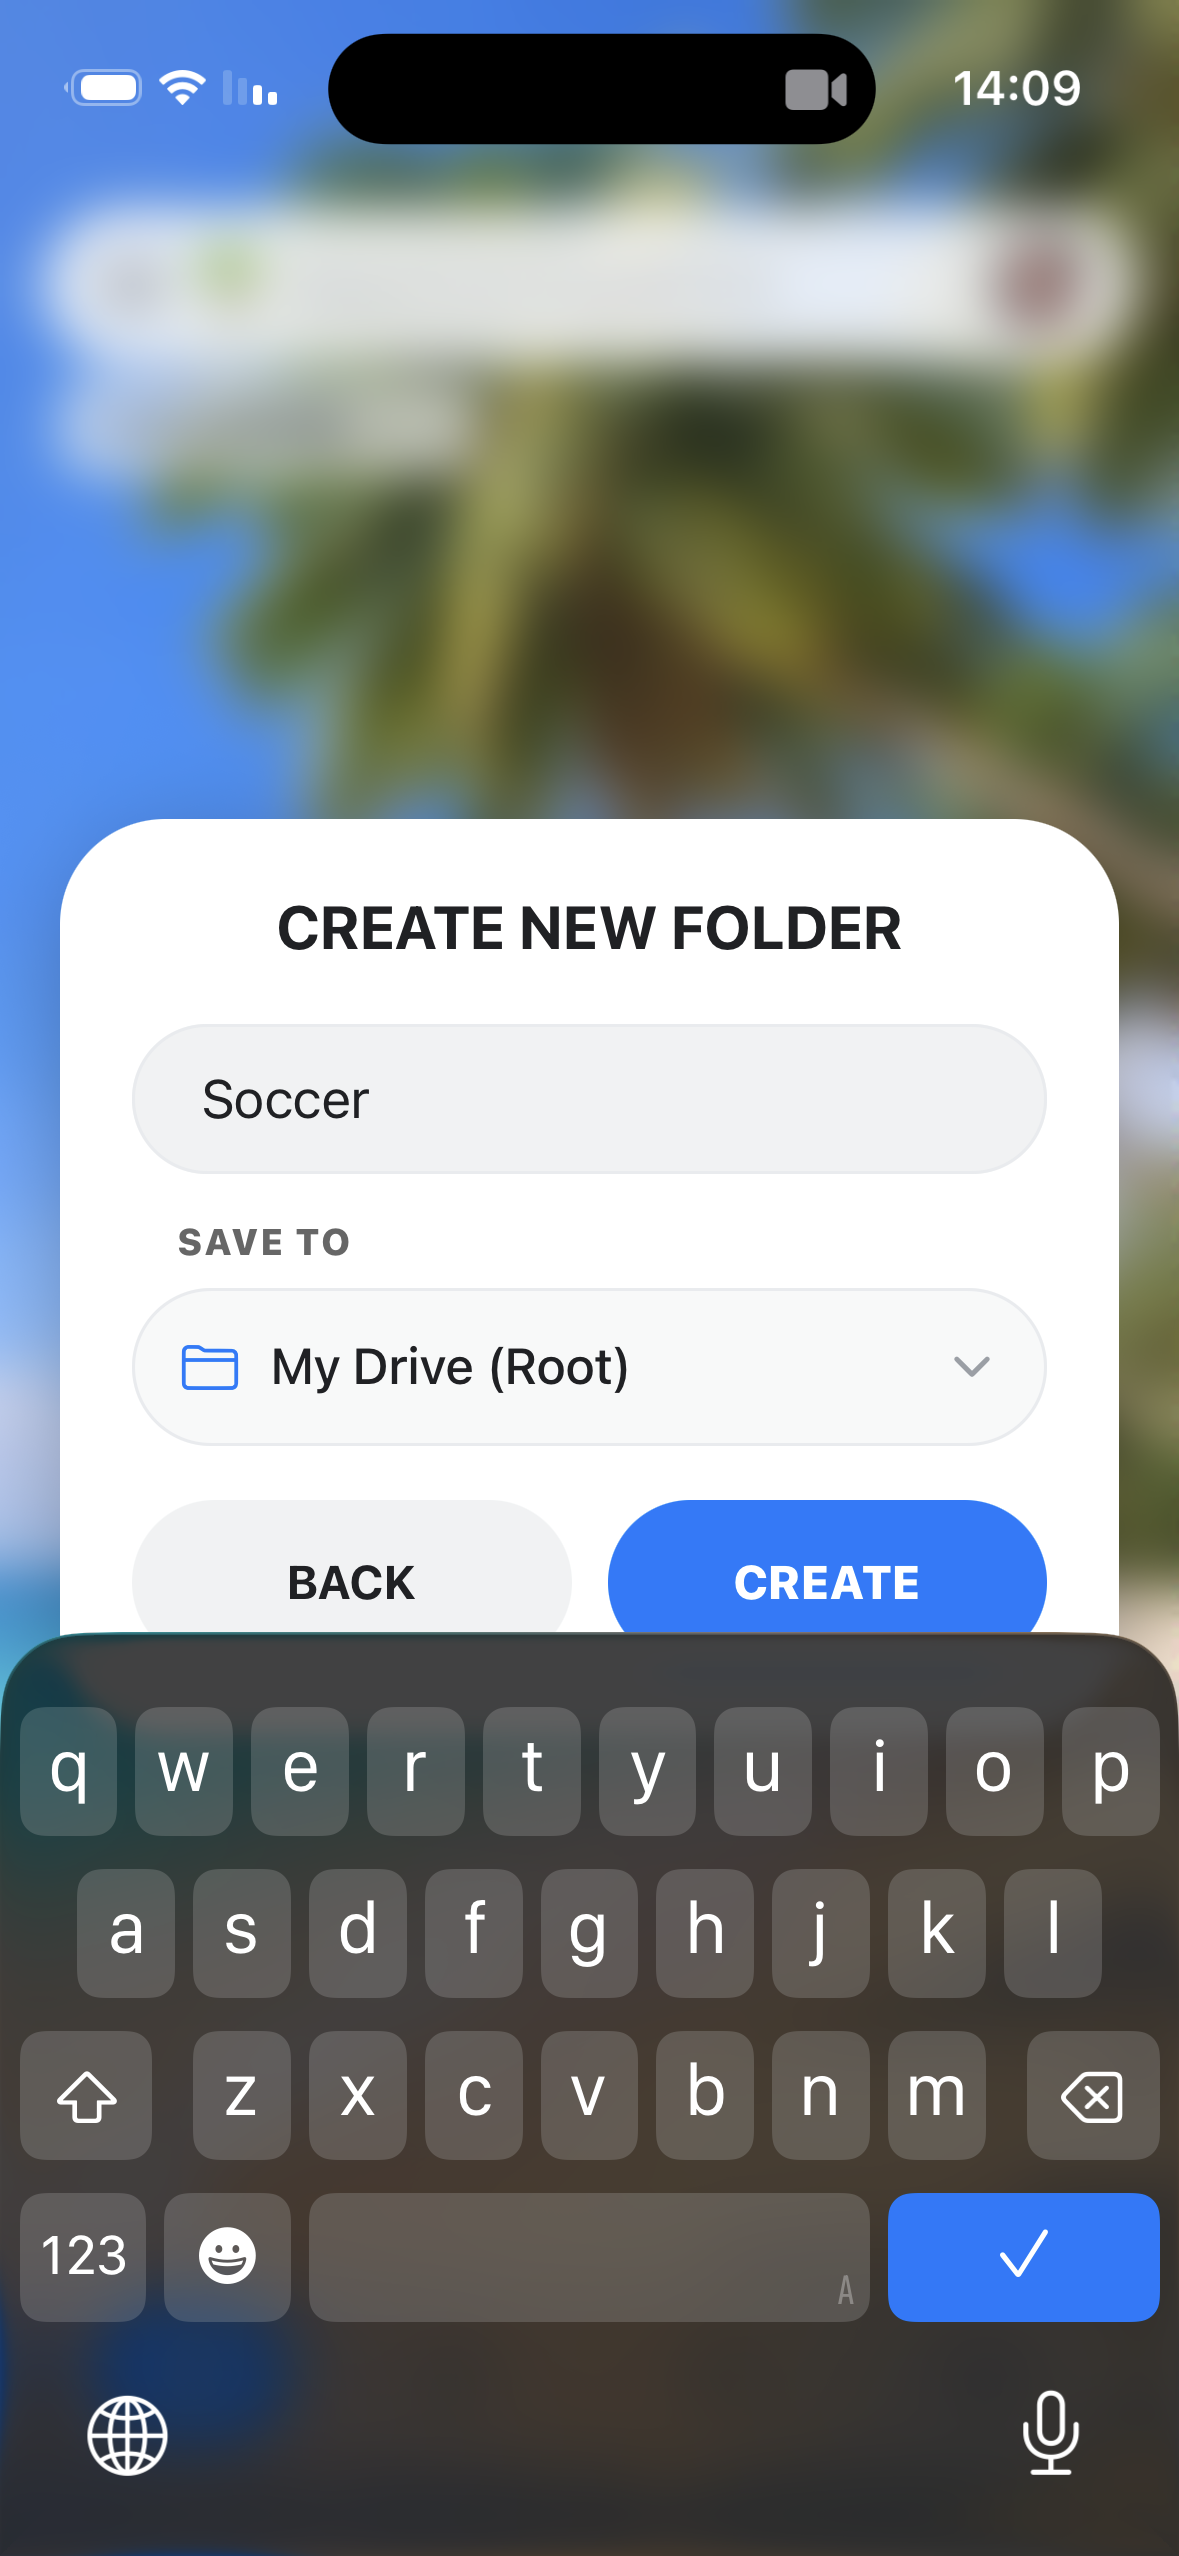 14:09
CREATE NEW FOLDER
Soccer
SAVE TO
My Drive (Root)
BACK
CREATE
q w e r t y u i o p
a s d f g h j k l
z x c v b n m
123
A